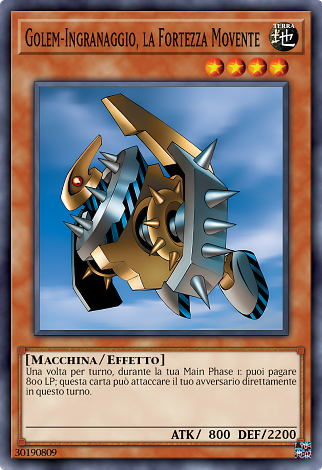 Golem-Ingranaggio, la Fortezza Movente
TERRA
地
[Macchina/Effetto]
Una volta per turno, durante la tua Main Phase 1: puoi pagare
800 LP; questa carta può attaccare il tuo avversario direttamente
in questo turno.
ATK/ 800 DEF/2200
30190809